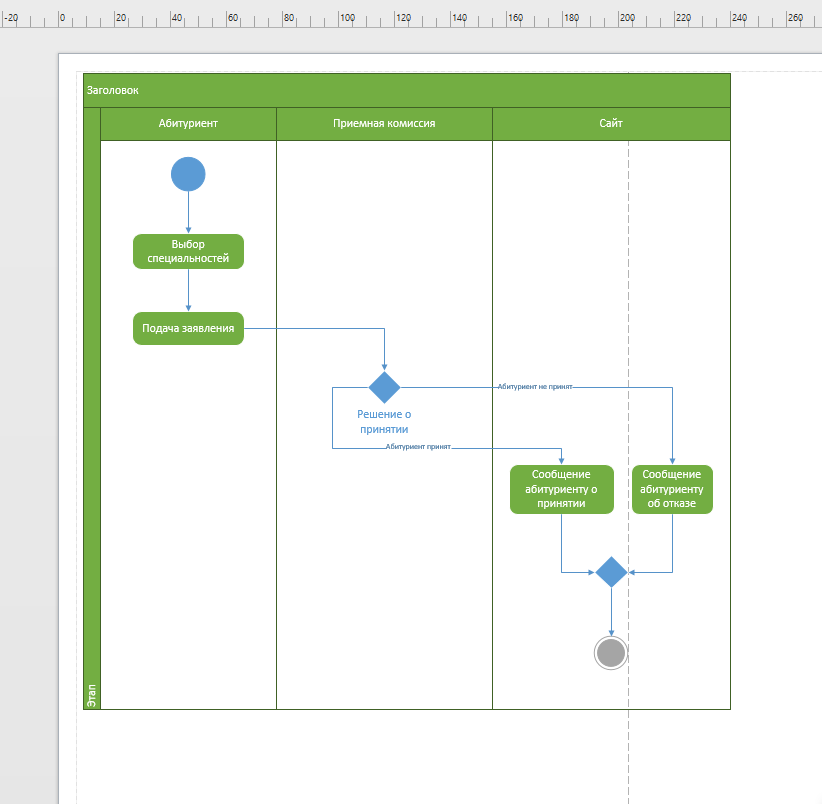 -20 0 20 40 60 80 100 120 140 160 180 200 220 240 260
Заголовок
Абитуриент
Приемная комиссия
Сайт
Выбор
специальностей
Подача заявления
Абитуриент не принят
Решение о
принятии
Абитуриент принят
Сообщение
абитуриенту о
принятии
Сообщение
абитуриенту
об отказе
Этап